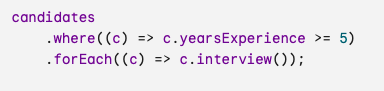 candidates
    .where((c) => c.yearsExperience >= 5)
    .forEach((c) => c.interview());